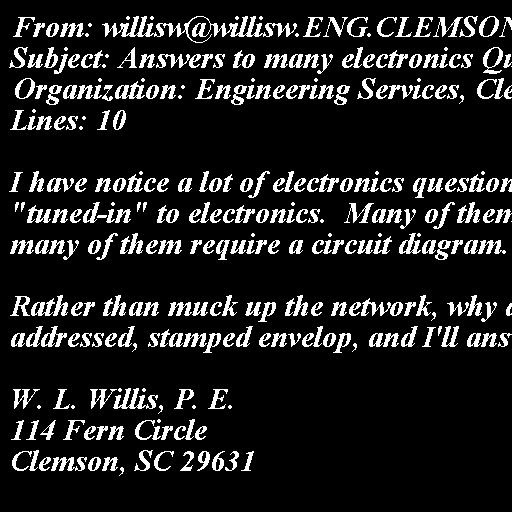 From: willisw@willisw.ENG.CLEMSON
Subject: Answers to many electronics Qu
Organization: Engineering Services, Cle
Lines: 10

I have notice a lot of electronics question
"tuned-in" to electronics.  Many of them
many of them require a circuit diagram.

Rather than muck up the network, why d
addressed, stamped envelop, and I'll ans
W. L. Willis, P. E.
114 Fern Circle
Clemson, SC 29631